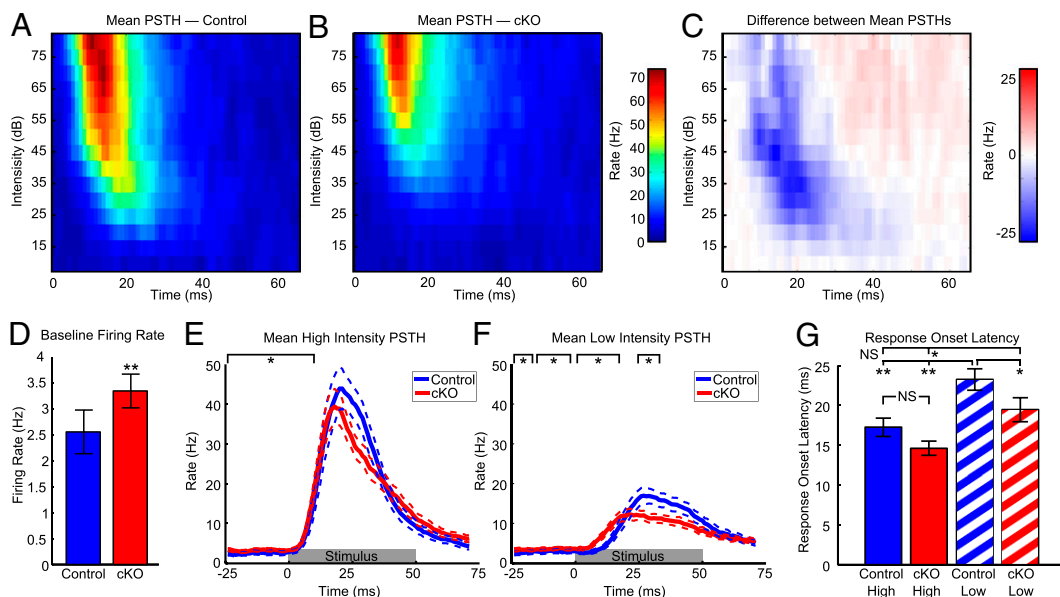 A
Mean PSTH — Control
Intensisity (dB)
75
65
55
45
35
25
15
0
20
40
60
Time (ms)
B
Mean PSTH — cKO
Intensisity (dB)
75
65
55
45
35
25
15
0
20
40
60
Time (ms)
70
60
50
40
30
20
10
0
Rate (Hz)
C
Difference between Mean PSTHs
Intensisity (dB)
75
65
55
45
35
25
15
0
20
40
60
Time (ms)
25
0
-25
Rate (Hz)
D
Baseline Firing Rate
Firing Rate (Hz)
4
3.5
3
2.5
2
1.5
1
0.5
0
**
Control
cKO
E
Mean High Intensity PSTH
Rate (Hz)
50
40
30
20
10
0
*
Control
cKO
Stimulus
-25
0
25
50
75
Time (ms)
F
Mean Low Intensity PSTH
Rate (Hz)
50
40
30
20
10
0
*
*
*
*
Control
cKO
Stimulus
-25
0
25
50
75
Time (ms)
G
Response Onset Latency
Response Onset Latency (ms)
25
20
15
10
5
0
NS
*
** ** *
NS
Control High
cKO High
Control Low
cKO Low